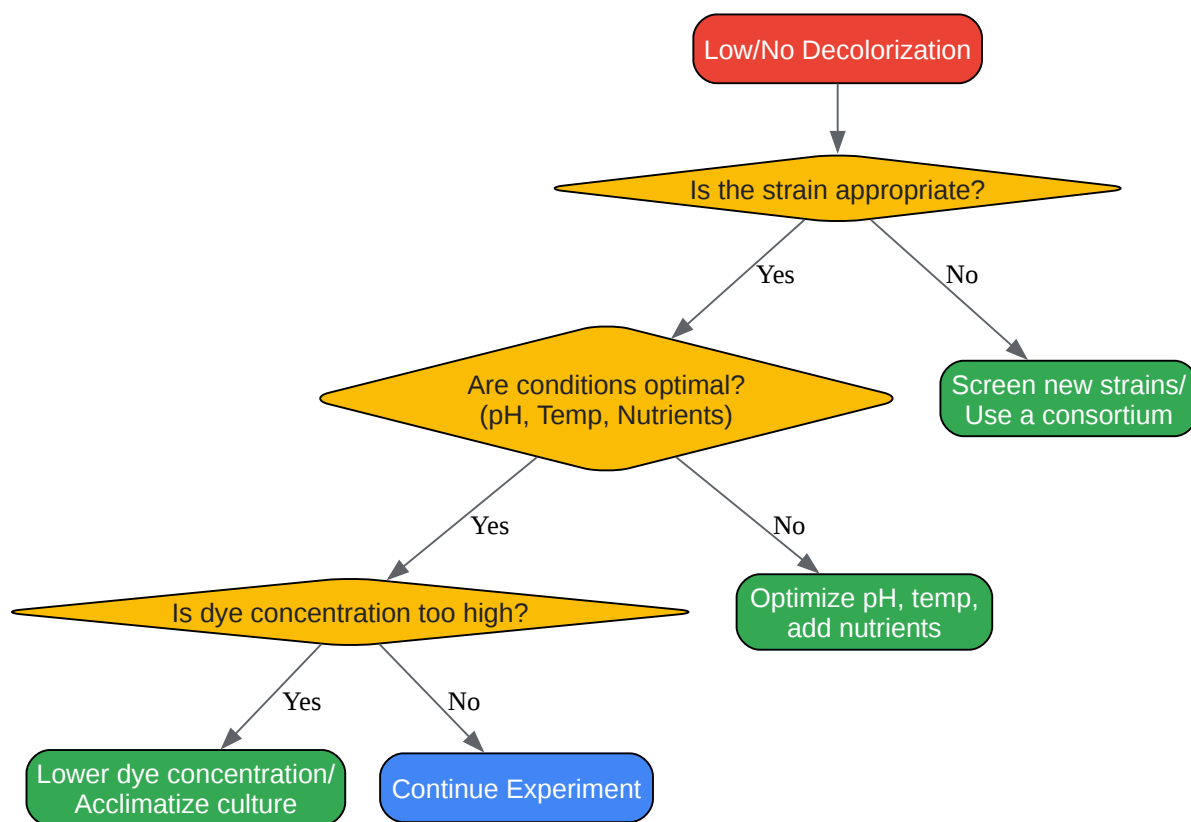 Low/No Decolorization
Is the strain appropriate?
Yes
No
Are conditions optimal?
(pH, Temp, Nutrients)
Screen new strains/
Use a consortium
Yes
No
Is dye concentration too high?
Optimize pH, temp,
add nutrients
Yes
No
Lower dye concentration/
Acclimatize culture
Continue Experiment